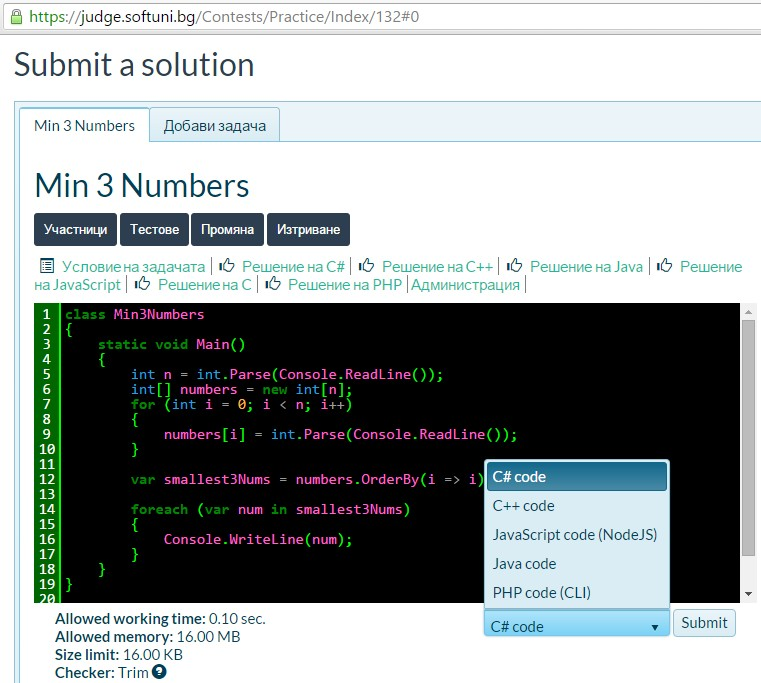 https://judge.softuni.bg/Contests/Practice/Index/132#0
Submit a solution
Min 3 Numbers
Добави задача
Min 3 Numbers
Участници
Тестове
Промяна
Изтриване
Условие на задачата | Решение на C# | Решение на C++ | Решение на Java | Решение
на JavaScript | Решение на C | Решение на PHP | Администрация |
1 class Min3Numbers
2 {
3 static void Main()
4 {
5 int n = int.Parse(Console.ReadLine());
6 int[] numbers = new int[n];
7 for (int i = 0; i < n; i++)
8 {
9 numbers[i] = int.Parse(Console.ReadLine());
10 }
11
12 var smallest3Nums = numbers.OrderBy(i => i)
13
14 foreach (var num in smallest3Nums)
15 {
16 Console.WriteLine(num);
17 }
18 }
19 }
20
C# code
C++ code
JavaScript code (NodeJS)
Java code
PHP code (CLI)
C# code
Submit
Allowed working time: 0.10 sec.
Allowed memory: 16.00 MB
Size limit: 16.00 KB
Checker: Trim ?